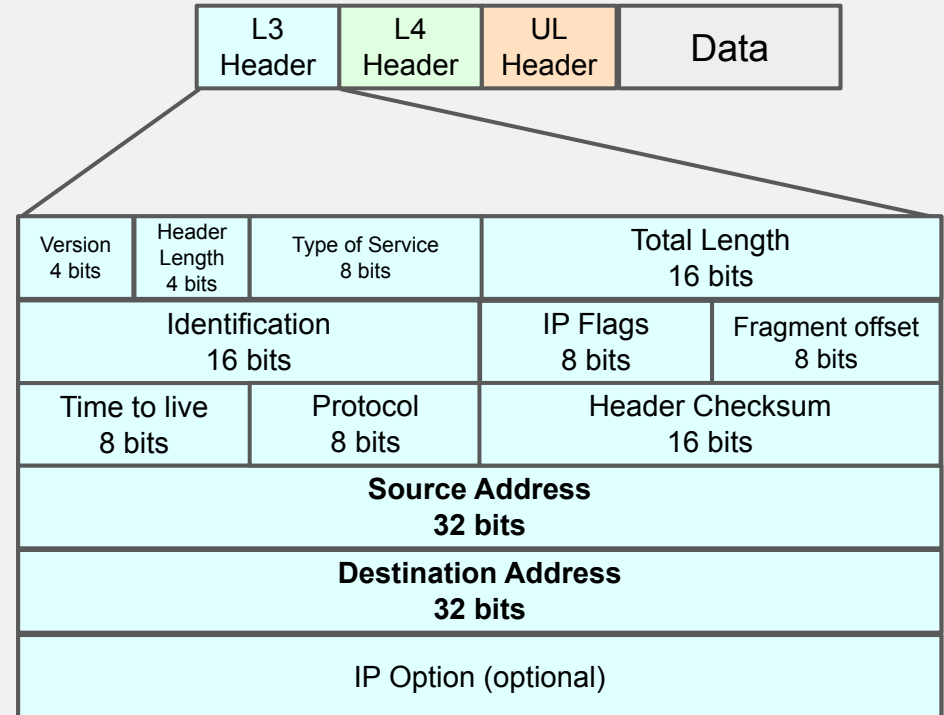 L3
Header
L4
Header
UL
Header
Data
Version
4 bits
Header
Length
4 bits
Type of Service
8 bits
Total Length
16 bits
Identification
16 bits
IP Flags
8 bits
Fragment offset
8 bits
Time to live
8 bits
Protocol
8 bits
Header Checksum
16 bits
Source Address
32 bits
Destination Address
32 bits
IP Option (optional)